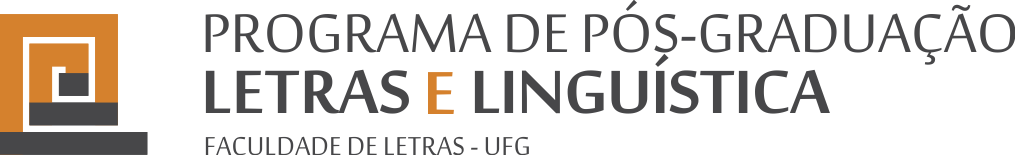 PROGRAMA DE PÓS-GRADUAÇÃO
LETRAS E LINGUÍSTICA
FACULDADE DE LETRAS - UFG